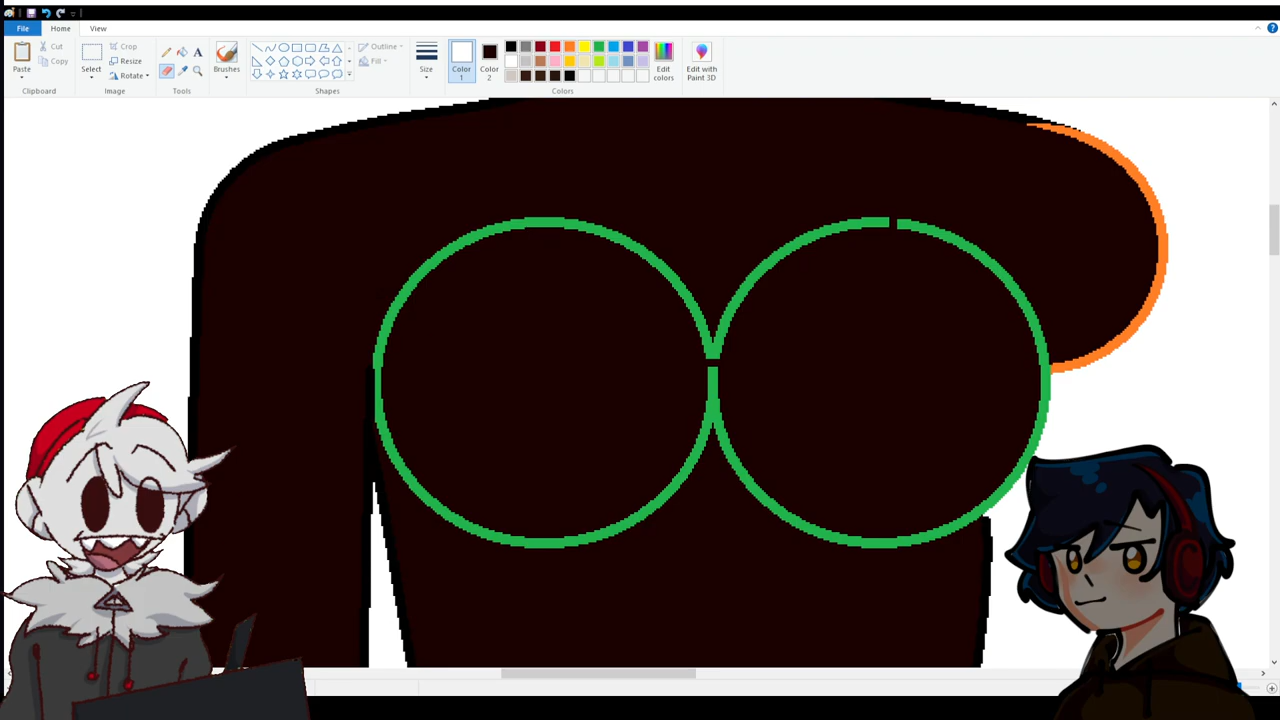 File Home View
Cut
Copy
Paste
Clipboard
Crop
Resize
Rotate
Select
Image
A
Tools
Brushes
Outline
Fill
Shapes
Size
Color
1
Color
2
Edit
colors
Colors
Edit with
Paint 3D